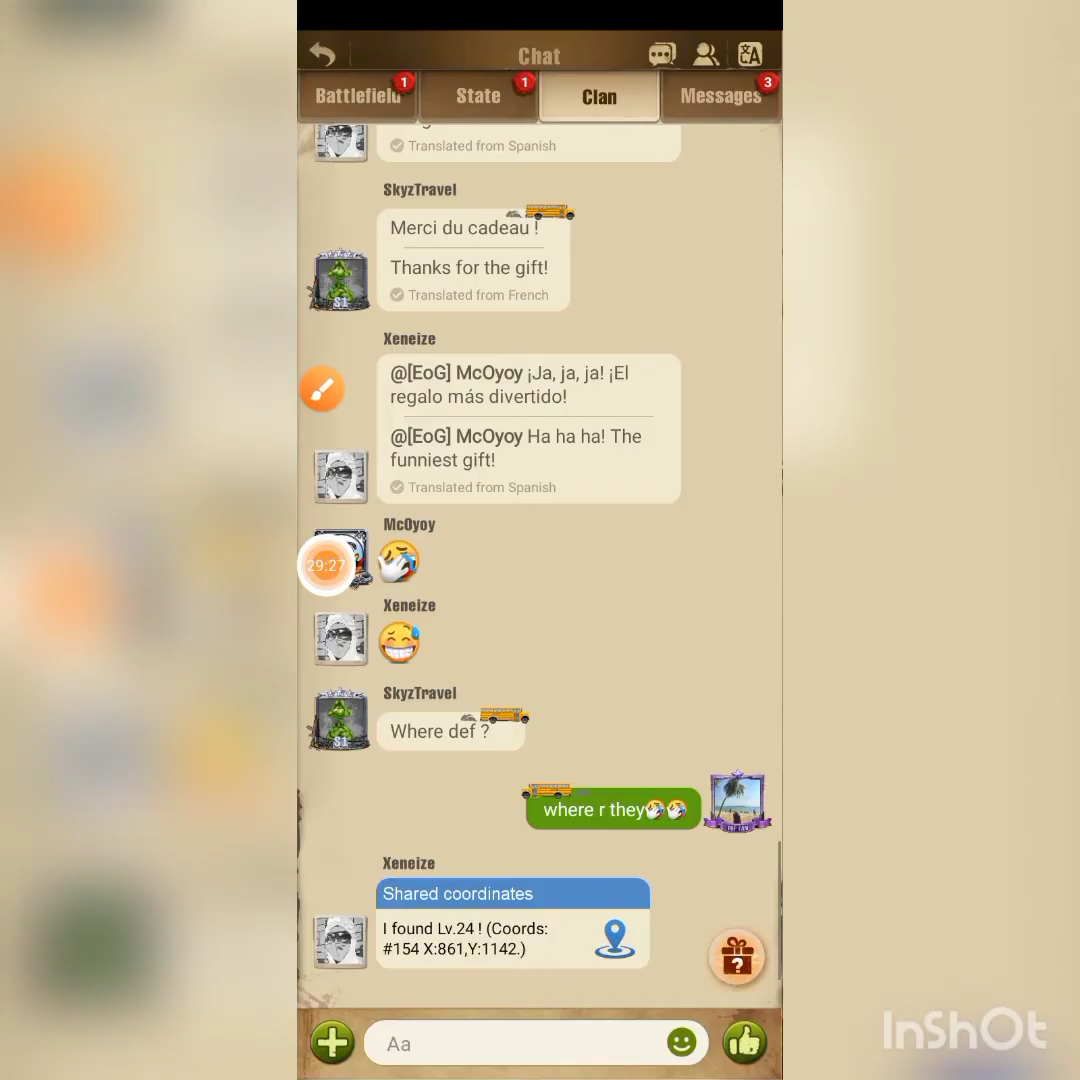 Chat
Battlefield 1
State 1
Clan
Messages 3
Translated from Spanish
SkyzTravel
Merci du cadeau !
Thanks for the gift!
Translated from French
$1
Xeneize
@[EoG] McOyoy ¡Ja, ja, ja! ¡El
regalo más divertido!
@[EoG] McOyoy Ha ha ha! The
funniest gift!
Translated from Spanish
McOyoy
29:27
Xeneize
SkyzTravel
Where def ?
$1
where r they
Xeneize
Shared coordinates
I found Lv.24 ! (Coords:
#154 X:861,Y:1142.)
?
Aa
InShOt